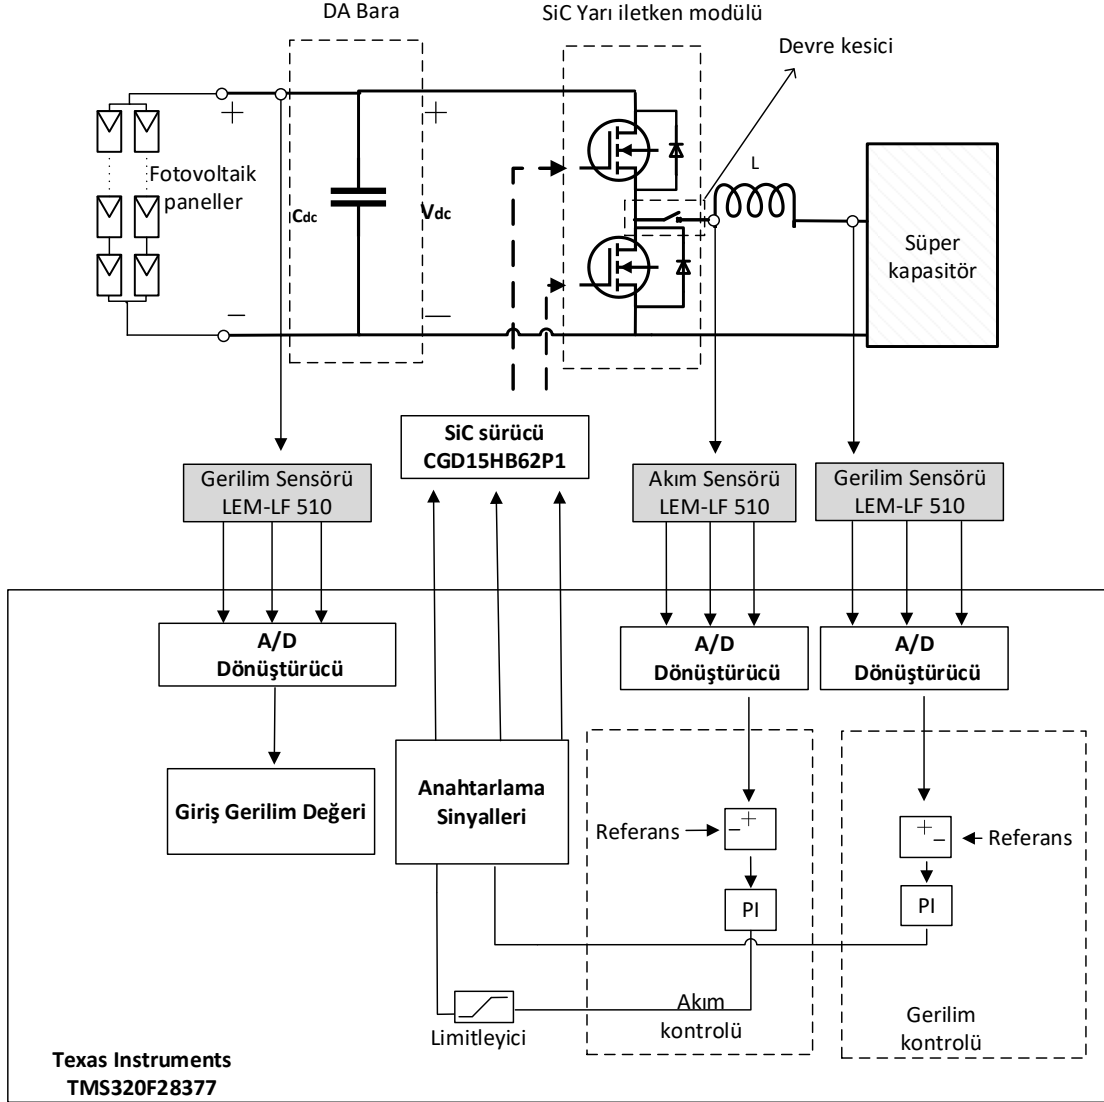 DA Bara
SiC Yarı iletken modülü
Devre kesici
+
+
Fotovoltaik
paneller
Cdc
Vdc
L
Süper
kapasitör
—
—
SiC sürücü
CGD15HB62P1
Gerilim Sensörü
LEM-LF 510
Akım Sensörü
LEM-LF 510
Gerilim Sensörü
LEM-LF 510
A/D
Dönüştürücü
A/D
Dönüştürücü
A/D
Dönüştürücü
Giriş Gerilim Değeri
Anahtarlama
Sinyalleri
Referans
− +
+ −
Referans
PI
PI
Limitleyici
Akım
kontrolü
Gerilim
kontrolü
Texas Instruments
TMS320F28377